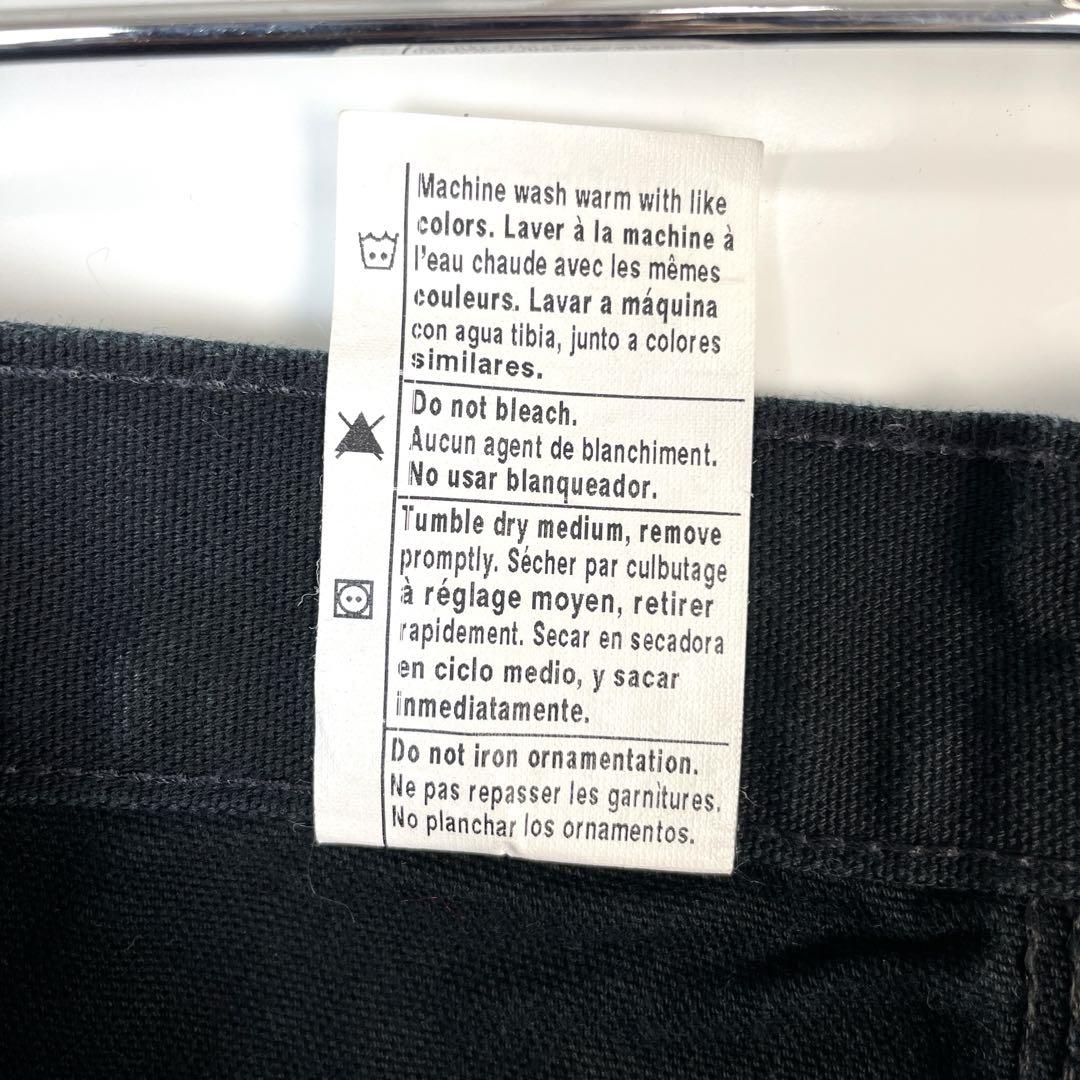 Machine wash warm with like
colors. Laver à la machine à
l'eau chaude avec les mêmes
couleurs. Lavar a máquina
con agua tibia, junto a colores
similares.
Do not bleach.
Aucun agent de blanchiment.
No usar blanqueador.
Tumble dry medium, remove
promptly. Sécher par culbutage
à réglage moyen, retirer
rapidement. Secar en secadora
en ciclo medio, y sacar
inmediatamente.
Do not iron ornamentation.
Ne pas repasser les garnitures.
No planchar los ornamentos.